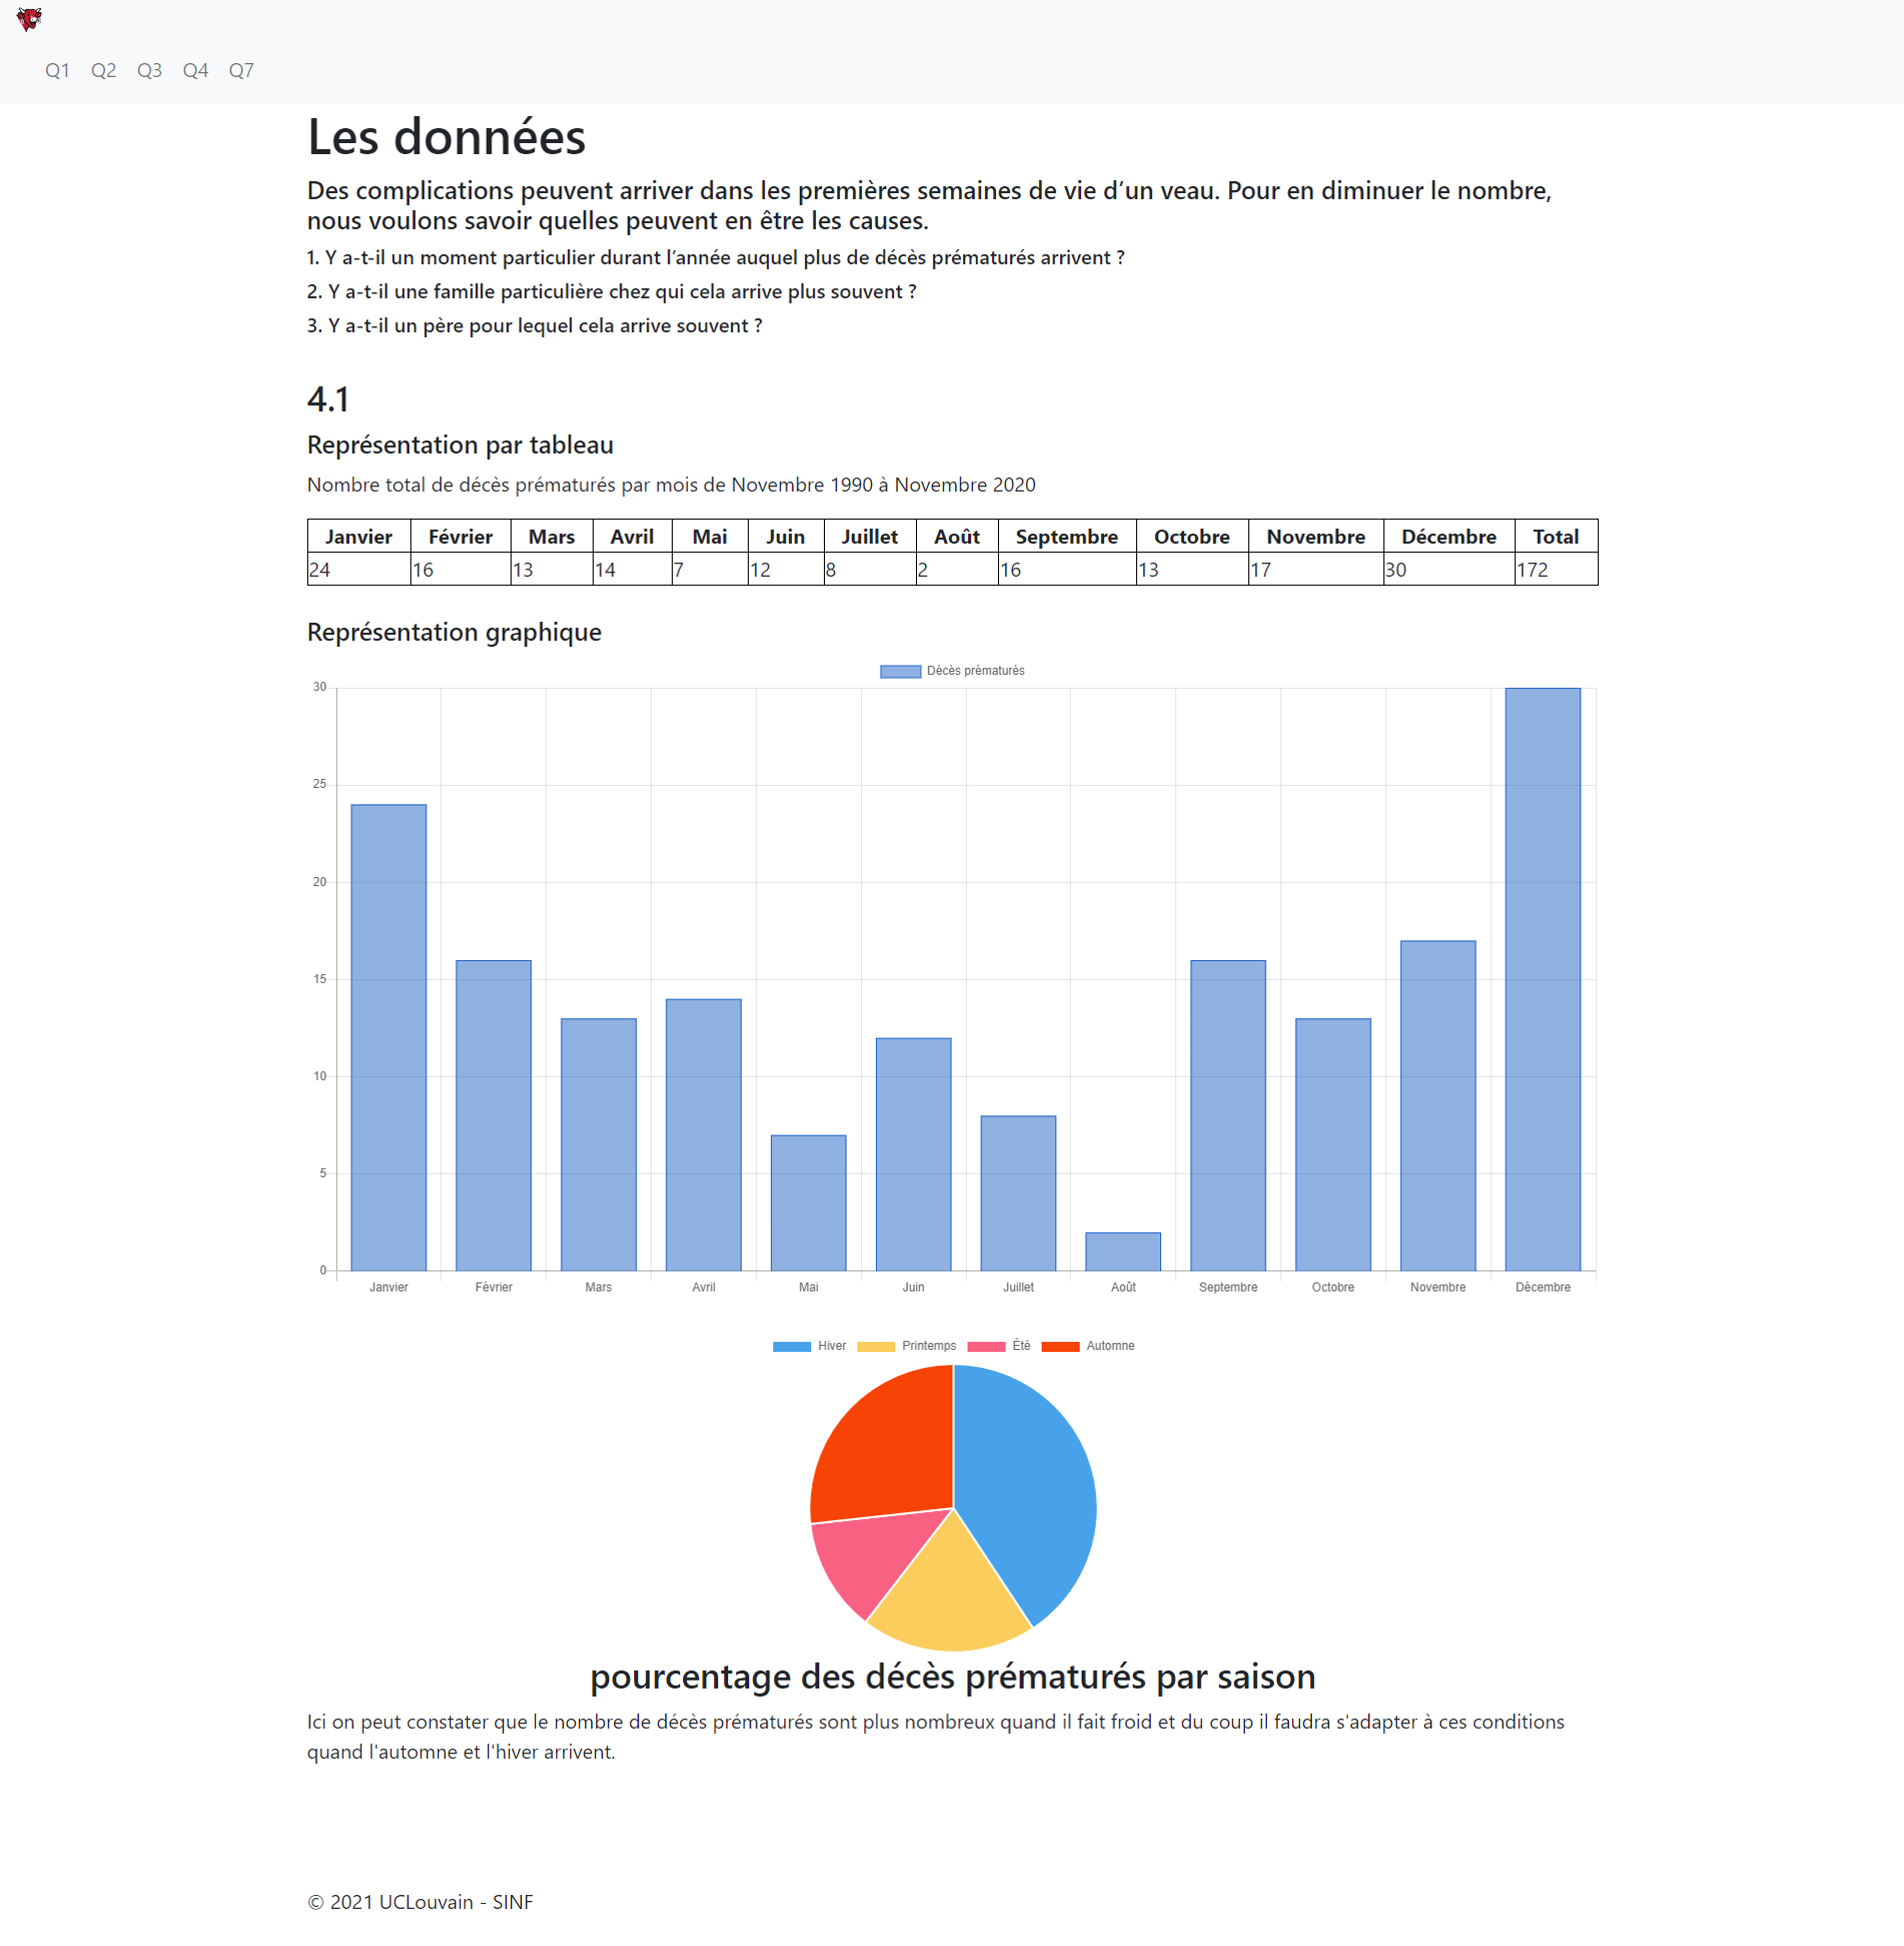 Q1 Q2 Q3 Q4 Q7
Les données
Des complications peuvent arriver dans les premières semaines de vie d’un veau. Pour en diminuer le nombre,
nous voulons savoir quelles peuvent en être les causes.
1. Y a-t-il un moment particulier durant l’année auquel plus de décès prématurés arrivent ?
2. Y a-t-il une famille particulière chez qui cela arrive plus souvent ?
3. Y a-t-il un père pour lequel cela arrive souvent ?
4.1
Représentation par tableau
Nombre total de décès prématurés par mois de Novembre 1990 à Novembre 2020
Janvier Février Mars Avril Mai Juin Juillet Août Septembre Octobre Novembre Décembre Total
24 16 13 14 7 12 8 2 16 13 17 30 172
Représentation graphique
Décès prématurés
30
25
20
15
10
5
0
Janvier Février Mars Avril Mai Juin Juillet Août Septembre Octobre Novembre Décembre
Hiver Printemps Étè Automne
pourcentage des décès prématurés par saison
Ici on peut constater que le nombre de décès prématurés sont plus nombreux quand il fait froid et du coup il faudra s'adapter à ces conditions
quand l'automne et l'hiver arrivent.
© 2021 UCLouvain - SINF